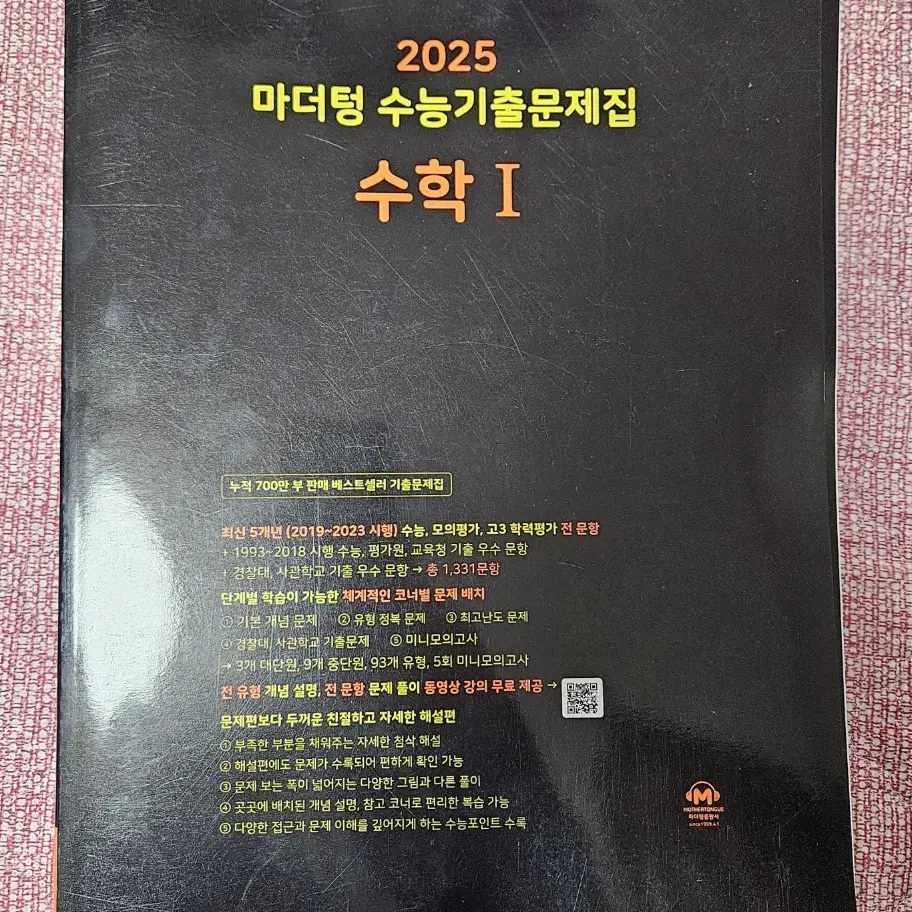 2025
마더텅 수능기출문제집
수학 I
누적 700만 부 판매 베스트셀러 기출문제집
최신 5개년 (2019~2023 시행) 수능, 모의평가, 고3 학력평가 전 문항
+ 1993~2018 시행 수능, 평가원, 교육청 기출 우수 문항
+ 경찰대, 사관학교 기출 우수 문항 → 총 1,331문항
단계별 학습이 가능한 체계적인 코너별 문제 배치
① 기본 개념 문제 ② 유형 정복 문제 ③ 최고난도 문제
④ 경찰대, 사관학교 기출문제 ⑤ 미니모의고사
→ 3개 대단원, 9개 중단원, 93개 유형, 5회 미니모의고사
전 유형 개념 설명, 전 문항 문제 풀이 동영상 강의 무료 제공 →
문제편보다 두꺼운 친절하고 자세한 해설편
① 부족한 부분을 채워주는 자세한 첨삭 해설
② 해설편에도 문제가 수록되어 편하게 확인 가능
③ 문제 보는 폭이 넓어지는 다양한 그림과 다른 풀이
④ 곳곳에 배치된 개념 설명, 참고 코너로 편리한 복습 가능
⑤ 다양한 접근과 문제 이해를 깊어지게 하는 수능포인트 수록
M
MOTHERTONGUE
마더텅출판사
since1999.4.1